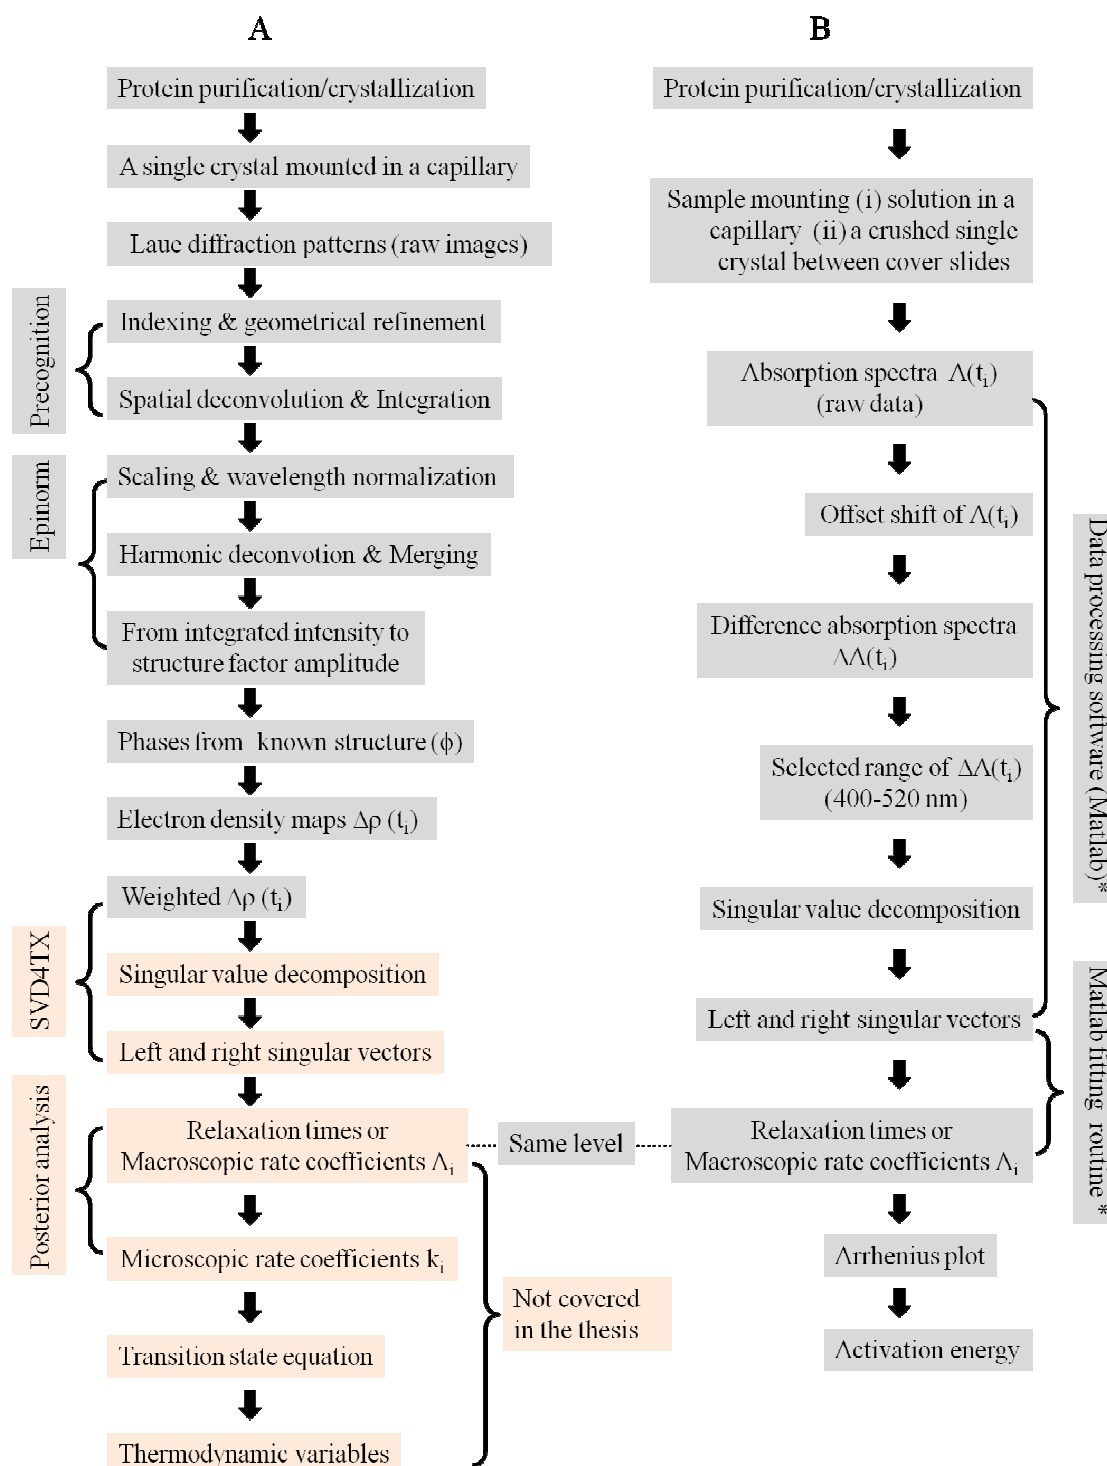 A
Protein purification/crystallization
A single crystal mounted in a capillary
Laue diffraction patterns (raw images)
Precognition
Indexing & geometrical refinement
Spatial deconvolution & Integration
Epinorm
Scaling & wavelength normalization
Harmonic deconvotion & Merging
From integrated intensity to
structure factor amplitude
Phases from known structure (ϕ)
Electron density maps Δρ (ti)
SVD4TX
Weighted Δρ (ti)
Singular value decomposition
Left and right singular vectors
Posterior analysis
Relaxation times or
Macroscopic rate coefficients Λi
Microscopic rate coefficients ki
Transition state equation
Thermodynamic variables
Not covered
in the thesis
Same level
B
Protein purification/crystallization
Sample mounting (i) solution in a
capillary (ii) a crushed single
crystal between cover slides
Absorption spectra A(ti)
(raw data)
Offset shift of A(ti)
Difference absorption spectra
ΔA(ti)
Selected range of ΔA(ti)
(400-520 nm)
Singular value decomposition
Left and right singular vectors
Relaxation times or
Macroscopic rate coefficients Λi
Arrhenius plot
Activation energy
Data processing software (Matlab)*
Matlab fitting routine *